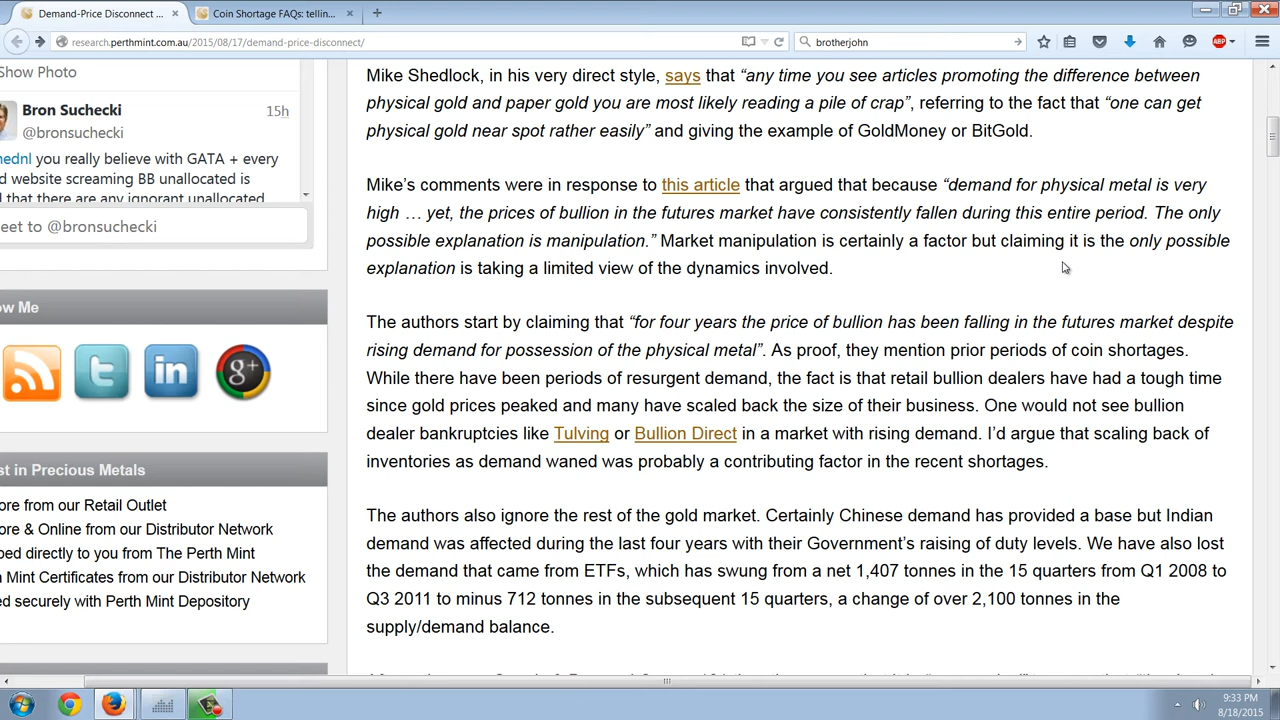 Demand-Price Disconnect ...
Coin Shortage FAQs: tellin...
research.perthmint.com.au/2015/08/17/demand-price-disconnect/
brotherjohn
ABP
Show Photo
Bron Suchecki
15h
@bronsuchecki
nednl you really believe with GATA + every
d website screaming BB unallocated is
d that there are any ignorant unallocated
eet to @bronsuchecki
ow Me
st in Precious Metals
ore from our Retail Outlet
ore & Online from our Distributor Network
ped directly to you from The Perth Mint
n Mint Certificates from our Distributor Network
ed securely with Perth Mint Depository
Mike Shedlock, in his very direct style, says that “any time you see articles promoting the difference between
physical gold and paper gold you are most likely reading a pile of crap”, referring to the fact that “one can get
physical gold near spot rather easily” and giving the example of GoldMoney or BitGold.
Mike’s comments were in response to this article that argued that because “demand for physical metal is very
high … yet, the prices of bullion in the futures market have consistently fallen during this entire period. The only
possible explanation is manipulation.” Market manipulation is certainly a factor but claiming it is the only possible
explanation is taking a limited view of the dynamics involved.
The authors start by claiming that “for four years the price of bullion has been falling in the futures market despite
rising demand for possession of the physical metal”. As proof, they mention prior periods of coin shortages.
While there have been periods of resurgent demand, the fact is that retail bullion dealers have had a tough time
since gold prices peaked and many have scaled back the size of their business. One would not see bullion
dealer bankruptcies like Tulving or Bullion Direct in a market with rising demand. I’d argue that scaling back of
inventories as demand waned was probably a contributing factor in the recent shortages.
The authors also ignore the rest of the gold market. Certainly Chinese demand has provided a base but Indian
demand was affected during the last four years with their Government’s raising of duty levels. We have also lost
the demand that came from ETFs, which has swung from a net 1,407 tonnes in the 15 quarters from Q1 2008 to
Q3 2011 to minus 712 tonnes in the subsequent 15 quarters, a change of over 2,100 tonnes in the
supply/demand balance.
9:33 PM
8/18/2015